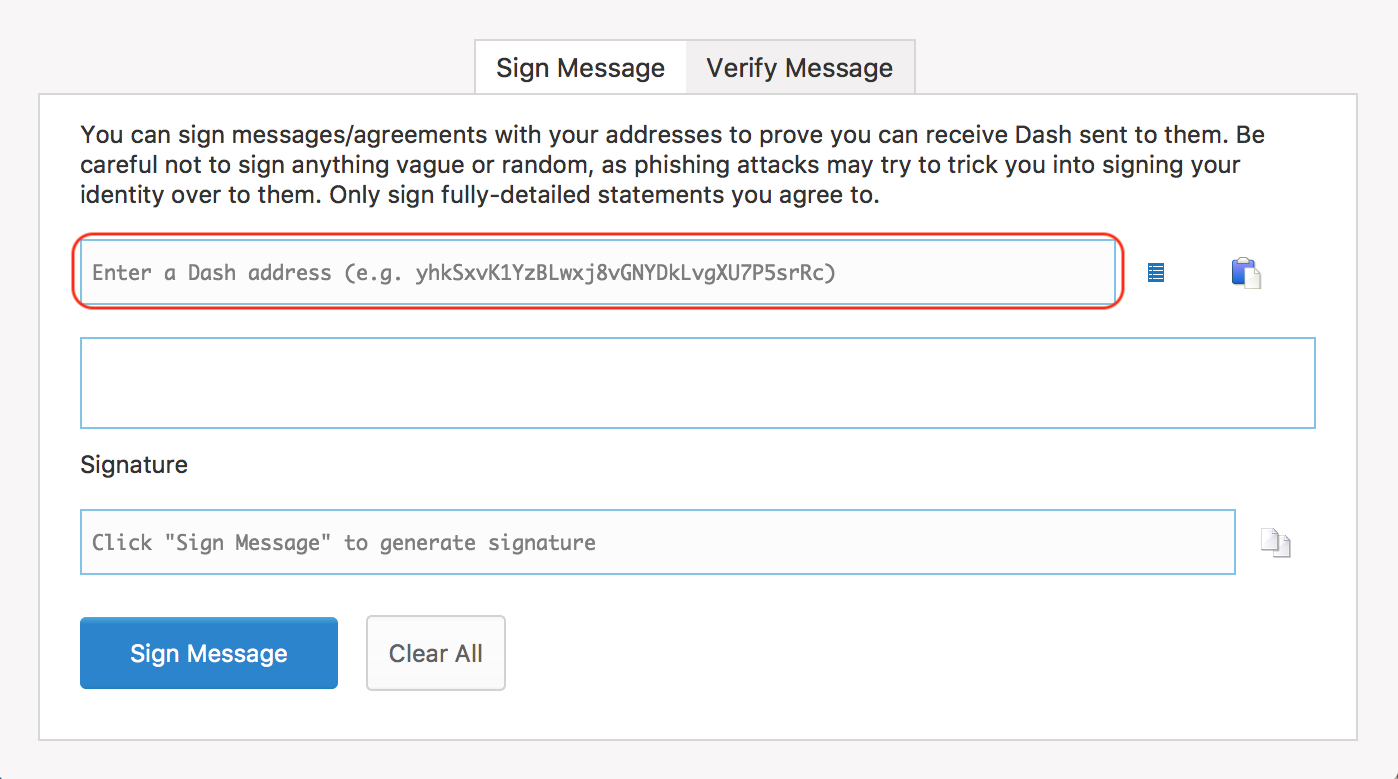 Sign Message
Verify Message
You can sign messages/agreements with your addresses to prove you can receive Dash sent to them. Be
careful not to sign anything vague or random, as phishing attacks may try to trick you into signing your
identity over to them. Only sign fully-detailed statements you agree to.
Enter a Dash address (e.g. yhkSxvK1YzBLwxj8vGNYDkLvgXU7P5srRc)
Signature
Click "Sign Message" to generate signature
Sign Message
Clear All